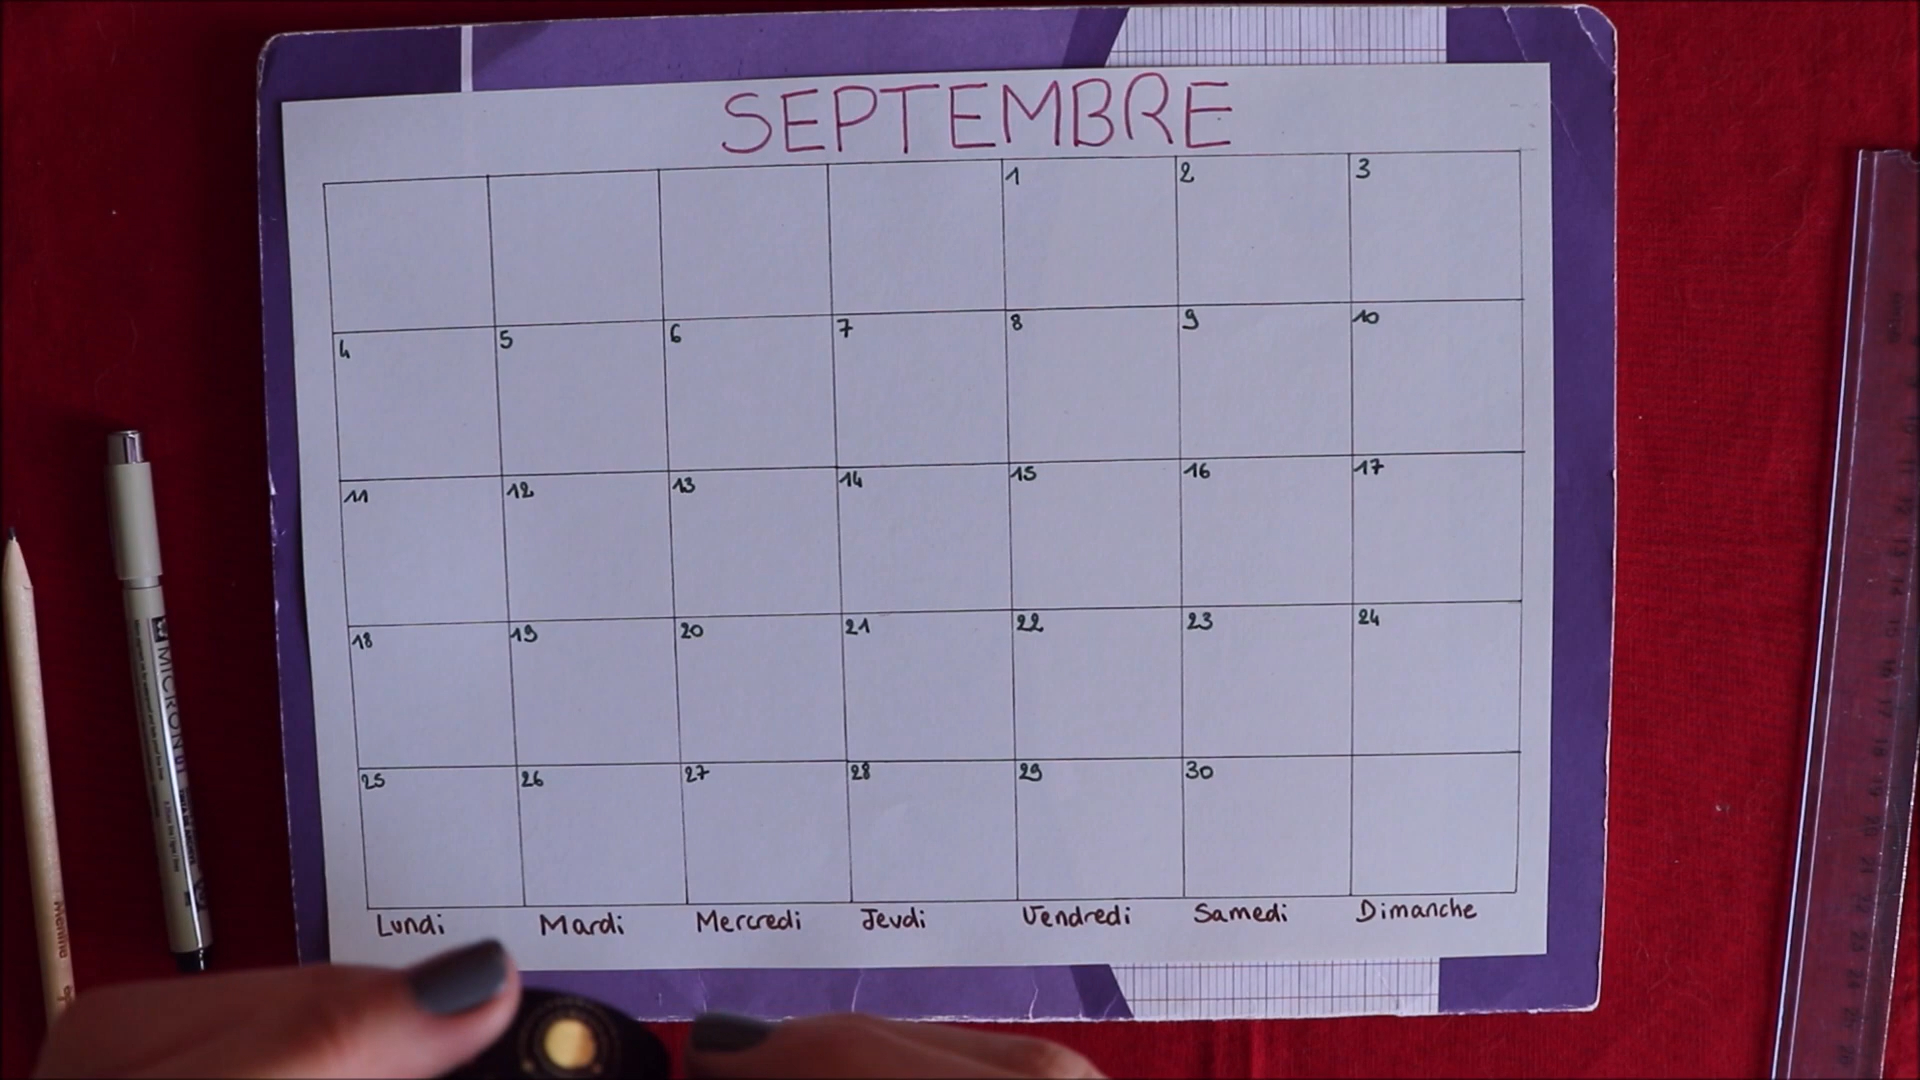 SEPTEMBRE
1 2 3
4 5 6 7 8 9 10
11 12 13 14 15 16 17
18 19 20 21 22 23 24
25 26 27 28 29 30
Lundi Mardi Mercredi Jeudi Vendredi Samedi Dimanche
MICRON